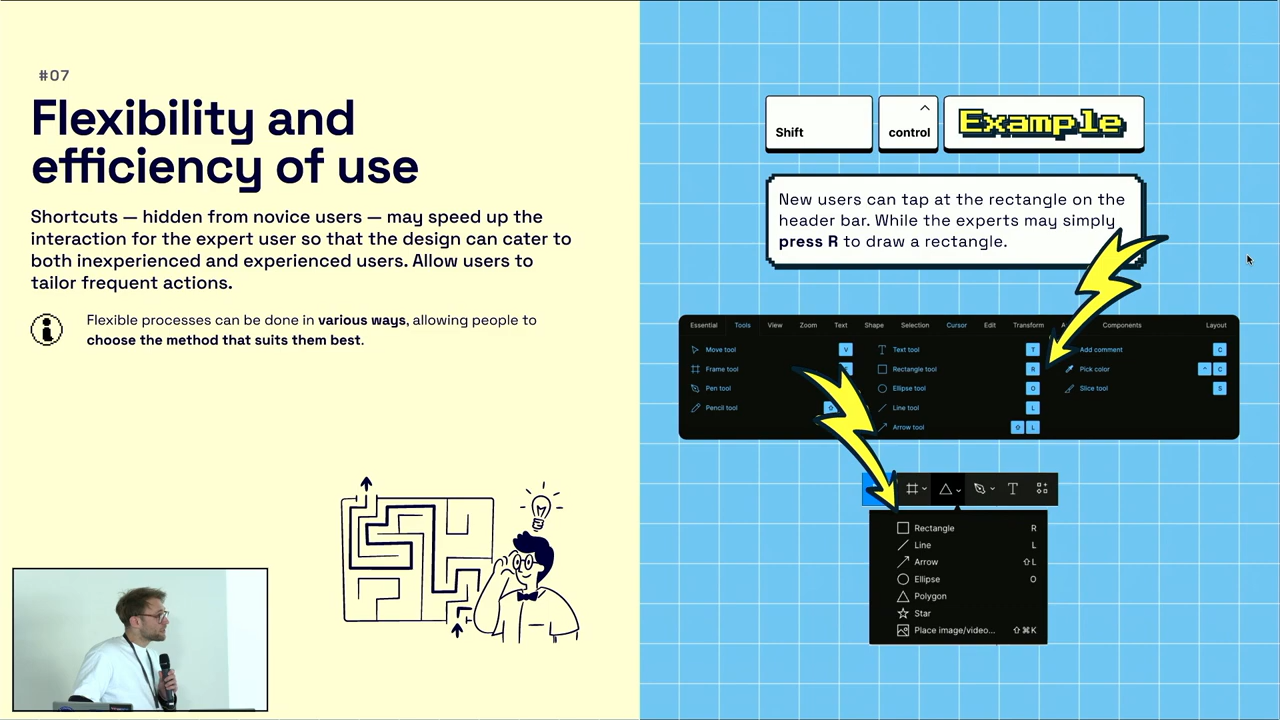 #07
Flexibility and
efficiency of use
Shortcuts — hidden from novice users — may speed up the
interaction for the expert user so that the design can cater to
both inexperienced and experienced users. Allow users to
tailor frequent actions.
Flexible processes can be done in various ways, allowing people to
choose the method that suits them best.
Shift
control
Example
New users can tap at the rectangle on the
header bar. While the experts may simply
press R to draw a rectangle.
Essential Tools View Zoom Text Shape Selection Cursor Edit Transform Components Layout
Move tool V Text tool T Add comment C
Frame tool Rectangle tool R Pick color ^ C
Pen tool Ellipse tool O Slice tool S
Pencil tool ⇧ Line tool L
Arrow tool ⇧ L
Rectangle R
Line L
Arrow ⇧L
Ellipse O
Polygon
Star
Place image/video... ⇧⌘K